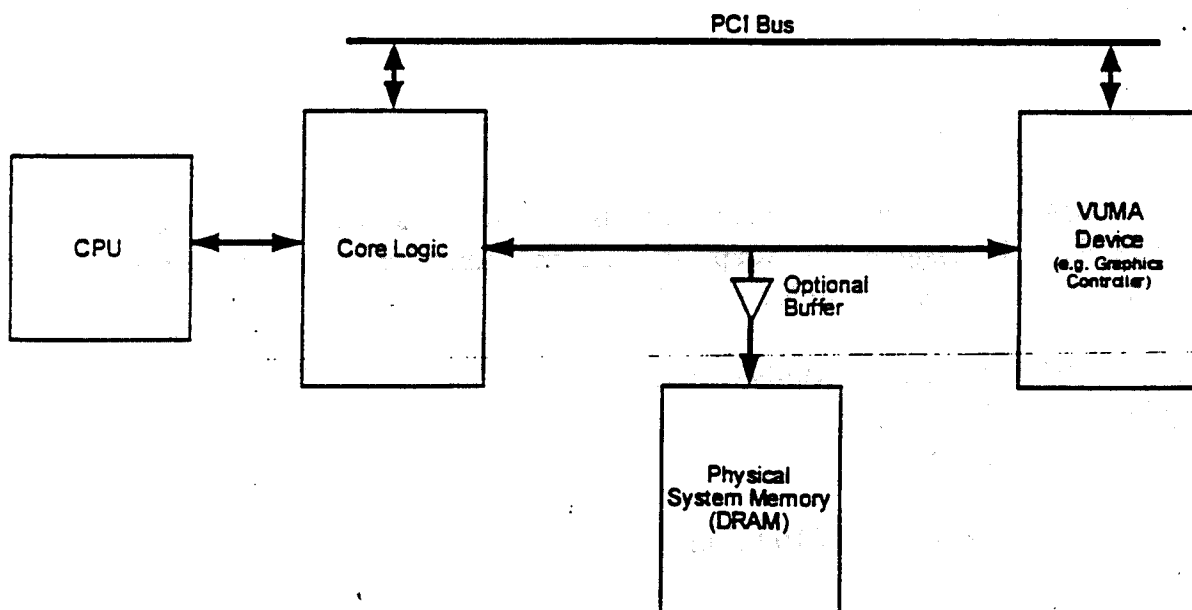 PCI Bus
CPU
Core Logic
VUMA
Device
(e.g. Graphics
Controller)
Optional
Buffer
Physical
System Memory
(DRAM)